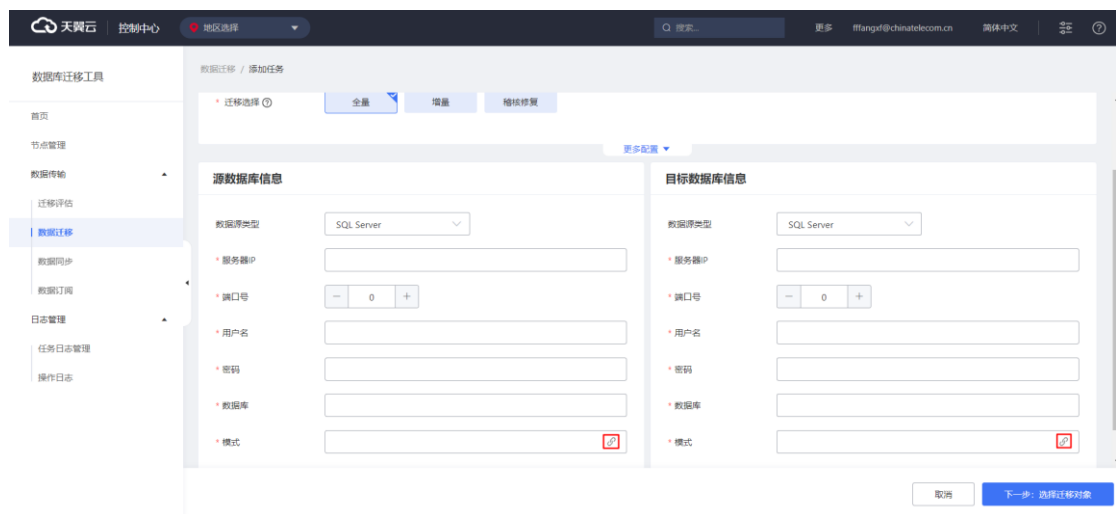 天翼云 控制中心 地区选择 搜索... 更多 fffangxf@chinatelecom.cn 简体中文
数据库迁移工具
首页
节点管理
数据传输
迁移评估
数据迁移
数据同步
数据订阅
日志管理
任务日志管理
操作日志
数据迁移 / 添加任务
* 迁移选择 全量 增量 稽核修复
更多配置
源数据库信息
数据源类型 SQL Server
* 服务器IP
* 端口号 − 0 +
* 用户名
* 密码
* 数据库
* 模式
目标数据库信息
数据源类型 SQL Server
* 服务器IP
* 端口号 − 0 +
* 用户名
* 密码
* 数据库
* 模式
取消 下一步：选择迁移对象